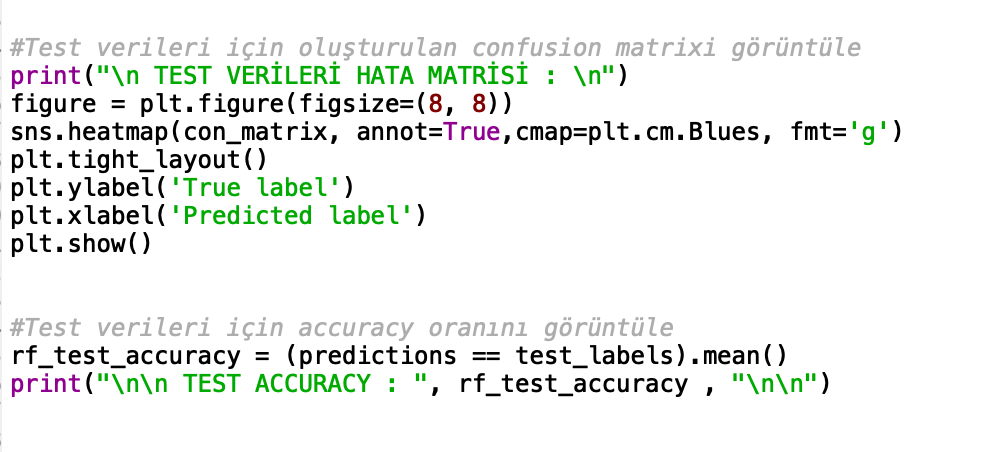 #Test verileri için oluşturulan confusion matrixi görüntüle
print("\n TEST VERİLERİ HATA MATRİSİ : \n")
figure = plt.figure(figsize=(8, 8))
sns.heatmap(con_matrix, annot=True,cmap=plt.cm.Blues, fmt='g')
plt.tight_layout()
plt.ylabel('True label')
plt.xlabel('Predicted label')
plt.show()
#Test verileri için accuracy oranını görüntüle
rf_test_accuracy = (predictions == test_labels).mean()
print("\n\n TEST ACCURACY : ", rf_test_accuracy , "\n\n")